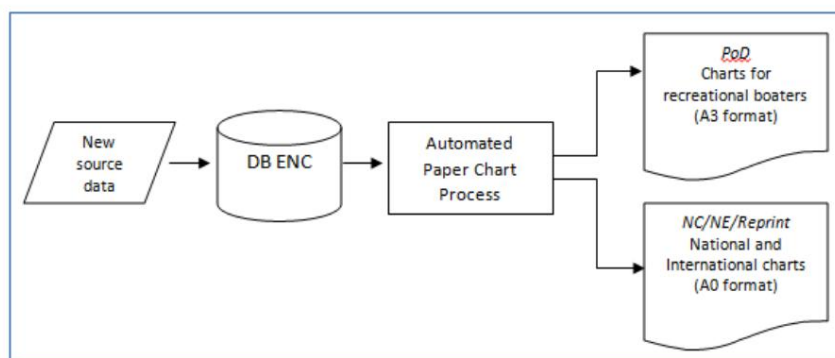 New
source
data
DB ENC
Automated
Paper Chart
Process
PoD
Charts for
recreational boaters
(A3 format)
NC/NE/Reprint
National and
International charts
(A0 format)